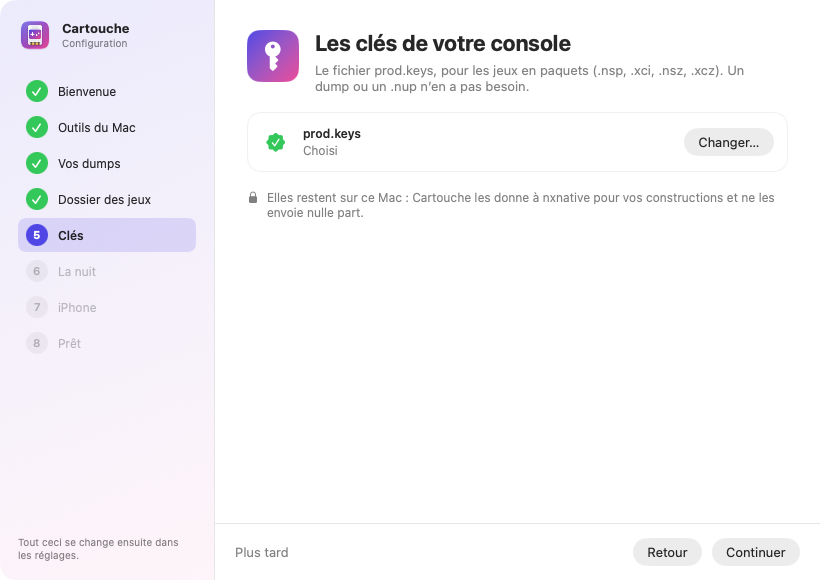 Cartouche
Configuration
Bienvenue
Outils du Mac
Vos dumps
Dossier des jeux
5 Clés
6 La nuit
7 iPhone
8 Prêt
Tout ceci se change ensuite dans
les réglages.
Les clés de votre console
Le fichier prod.keys, pour les jeux en paquets (.nsp, .xci, .nsz, .xcz). Un
dump ou un .nup n’en a pas besoin.
prod.keys
Choisi
Changer...
Elles restent sur ce Mac : Cartouche les donne à nxnative pour vos constructions et ne les
envoie nulle part.
Plus tard
Retour
Continuer